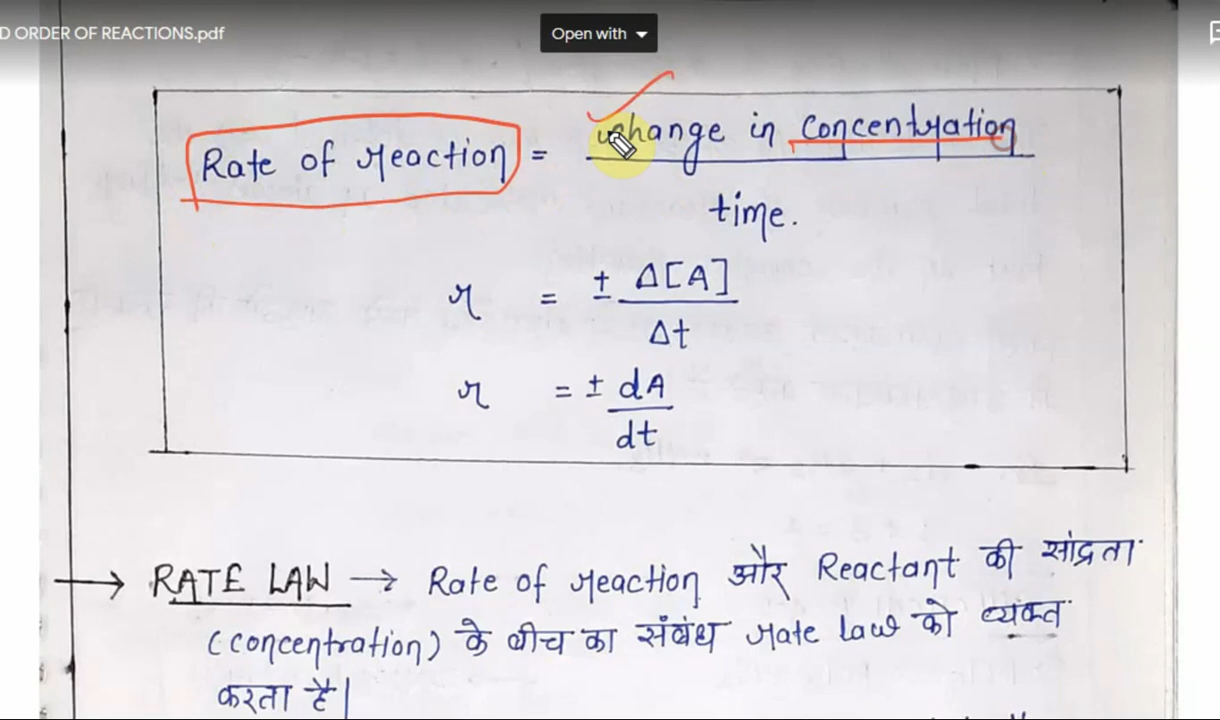 D ORDER OF REACTIONS.pdf
Open with
Rate of reaction = change in concentration
time.
r = ± Δ[A]
Δt
r = ± dA
dt
→ RATE LAW → Rate of reaction और Reactant की सांद्रता
(concentration) के बीच का संबंध rate law को व्यक्त
करता है|